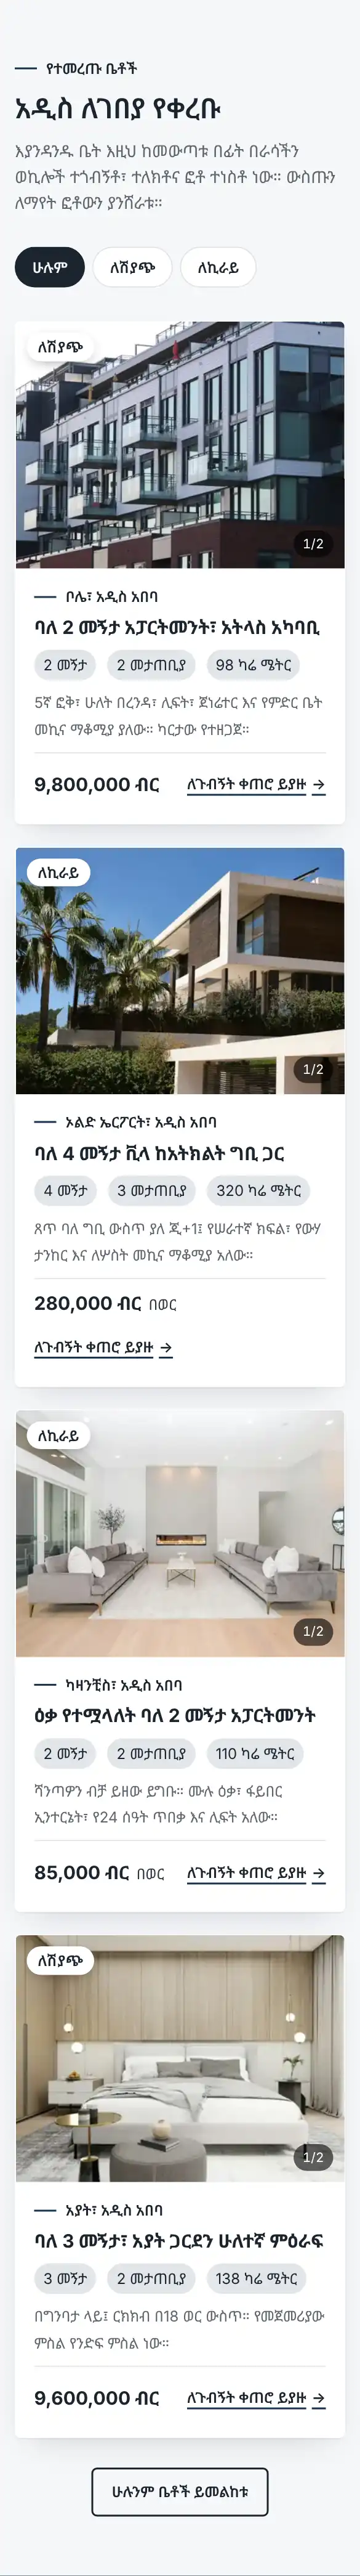 የተመረጡ ቤቶች
አዲስ ለገበያ የቀረቡ
እያንዳንዱ ቤት እዚህ ከመውጣቱ በፊት በራሳችን
ወኪሎች ተጎብኝቶ፣ ተለክቶና ፎቶ ተነስቶ ነው። ውስጡን
ለማየት ፎቶውን ያንሸራቱ።
ሁሉም
ለሽያጭ
ለኪራይ
ለሽያጭ
1/2
ቦሌ፣ አዲስ አበባ
ባለ 2 መኝታ አፓርትመንት፣ አትላስ አካባቢ
2 መኝታ
2 መታጠቢያ
98 ካሬ ሜትር
5ኛ ፎቅ፣ ሁለት በረንዳ፣ ሊፍት፣ ጀነሬተር እና የምድር ቤት
መኪና ማቆሚያ ያለው። ካርታው የተዘጋጀ።
9,800,000 ብር
ለጉብኝት ቀጠሮ ይያዙ →
ለኪራይ
1/2
ኦልድ ኤርፖርት፣ አዲስ አበባ
ባለ 4 መኝታ ቪላ ከአትክልት ግቢ ጋር
4 መኝታ
3 መታጠቢያ
320 ካሬ ሜትር
ጸጥ ባለ ግቢ ውስጥ ያለ ጂ+1፤ የሠራተኛ ክፍል፣ የውሃ
ታንከር እና ለሦስት መኪና ማቆሚያ አለው።
280,000 ብር በወር
ለጉብኝት ቀጠሮ ይያዙ →
ለኪራይ
1/2
ካዛንቺስ፣ አዲስ አበባ
ዕቃ የተሟላለት ባለ 2 መኝታ አፓርትመንት
2 መኝታ
2 መታጠቢያ
110 ካሬ ሜትር
ሻንጣዎን ብቻ ይዘው ይግቡ። ሙሉ ዕቃ፣ ፋይበር
ኢንተርኔት፣ የ24 ሰዓት ጥበቃ እና ሊፍት አለው።
85,000 ብር በወር
ለጉብኝት ቀጠሮ ይያዙ →
ለሽያጭ
1/2
አያት፣ አዲስ አበባ
ባለ 3 መኝታ፣ አያት ጋርደን ሁለተኛ ምዕራፍ
3 መኝታ
2 መታጠቢያ
138 ካሬ ሜትር
በግንባታ ላይ፤ ርክክብ በ18 ወር ውስጥ። የመጀመሪያው
ምስል የንድፍ ምስል ነው።
9,600,000 ብር
ለጉብኝት ቀጠሮ ይያዙ →
ሁሉንም ቤቶች ይመልከቱ